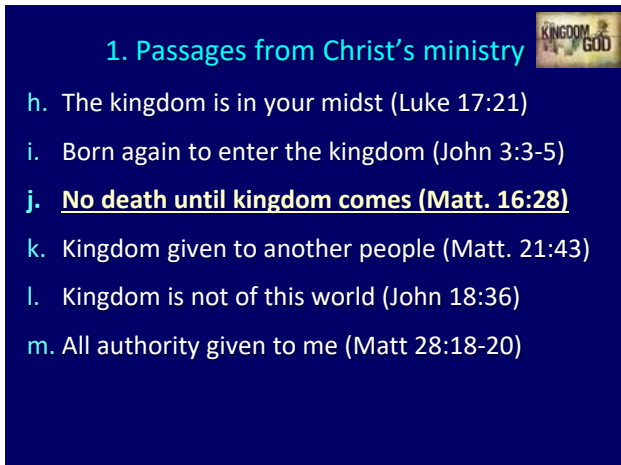 1. Passages from Christ's ministry
KINGDOM
GOD
h. The kingdom is in your midst (Luke 17:21)
i. Born again to enter the kingdom (John 3:3-5)
j. No death until kingdom comes (Matt. 16:28)
k. Kingdom given to another people (Matt. 21:43)
l. Kingdom is not of this world (John 18:36)
m. All authority given to me (Matt 28:18-20)